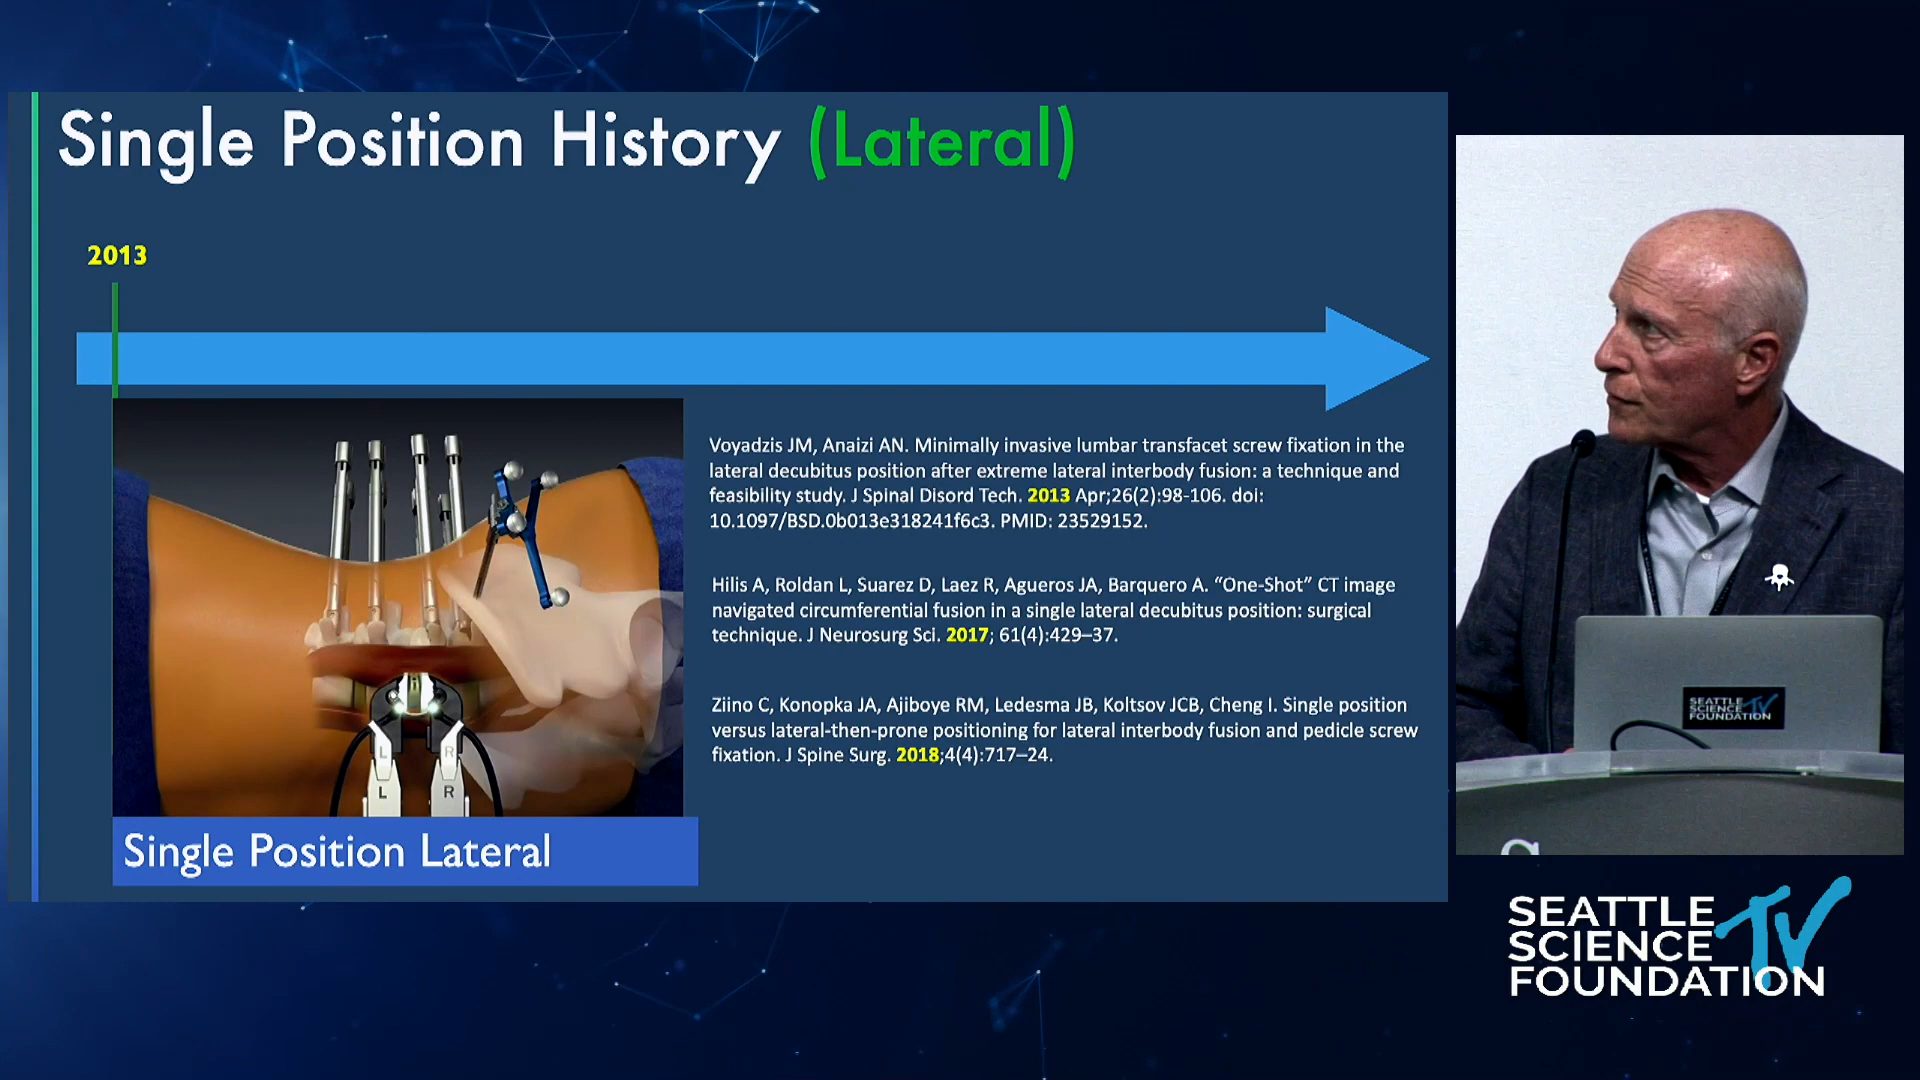 Single Position History (Lateral)
2013
Voyadzis JM, Anaizi AN. Minimally invasive lumbar transfacet screw fixation in the
lateral decubitus position after extreme lateral interbody fusion: a technique and
feasibility study. J Spinal Disord Tech. 2013 Apr;26(2):98-106. doi:
10.1097/BSD.0b013e318241f6c3. PMID: 23529152.
Hilis A, Roldan L, Suarez D, Laez R, Agueros JA, Barquero A. “One-Shot” CT image
navigated circumferential fusion in a single lateral decubitus position: surgical
technique. J Neurosurg Sci. 2017; 61(4):429–37.
Ziino C, Konopka JA, Ajiboye RM, Ledesma JB, Koltsov JCB, Cheng I. Single position
versus lateral-then-prone positioning for lateral interbody fusion and pedicle screw
fixation. J Spine Surg. 2018;4(4):717–24.
L R
L R
Single Position Lateral
SEATTLE
SCIENCE TV
FOUNDATION
S
SEATTLE
SCIENCE TV
FOUNDATION